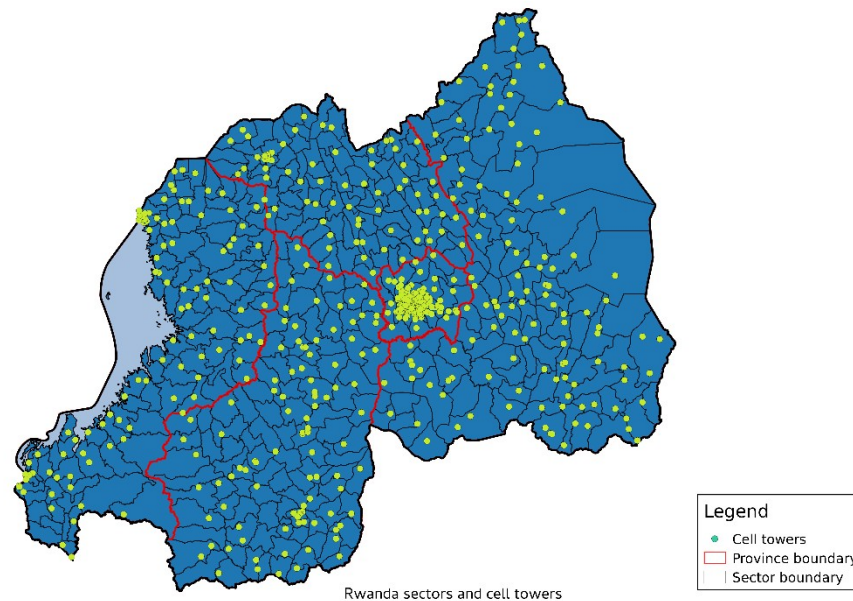 Legend
Cell towers
Province boundary
Sector boundary
Rwanda sectors and cell towers